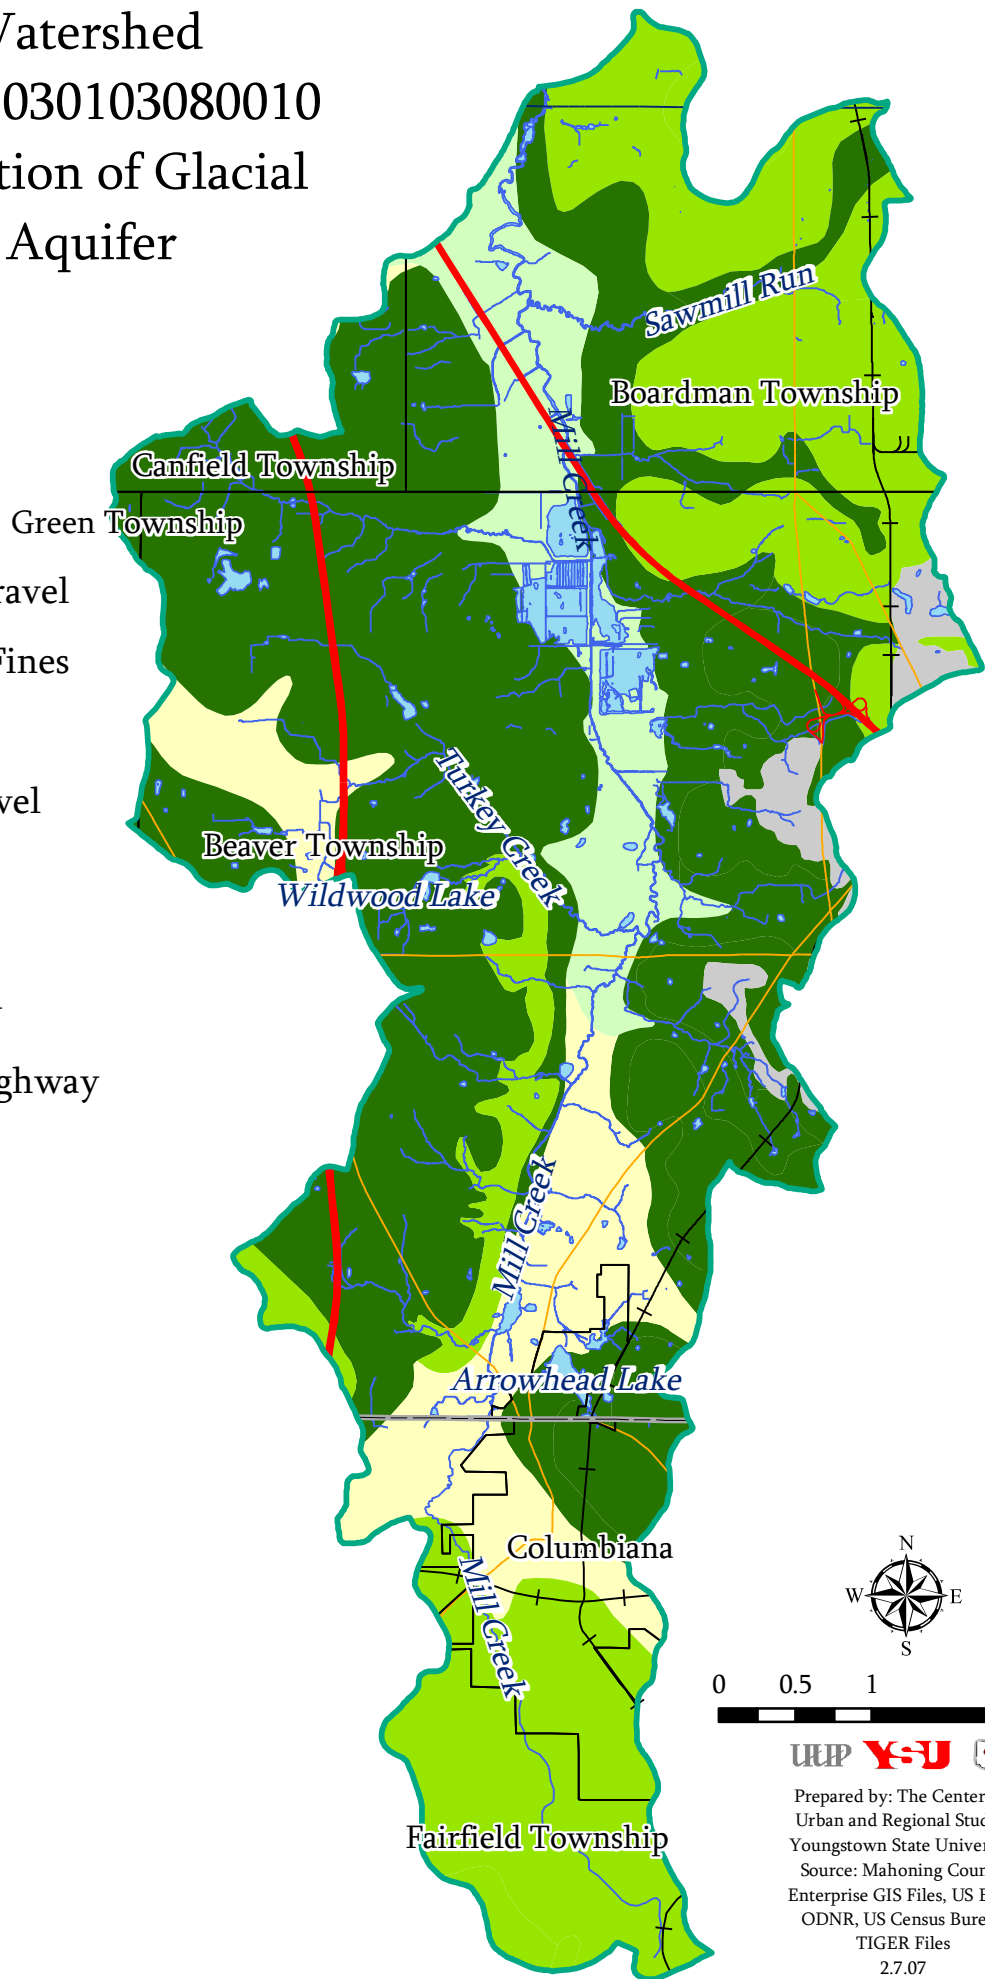 Watershed
030103080010
tion of Glacial
Aquifer
Sawmill Run
Boardman Township
Mill Creek
Canfield Township
Green Township
ravel
Fines
vel
Turkey Creek
Beaver Township
Wildwood Lake
ghway
Mill Creek
Arrowhead Lake
Columbiana
Mill Creek
Fairfield Township
N
W E
S
0 0.5 1
UUP YSU
Prepared by: The Center
Urban and Regional Stud
Youngstown State Univer
Source: Mahoning Coun
Enterprise GIS Files, US E
ODNR, US Census Bure
TIGER Files
2.7.07